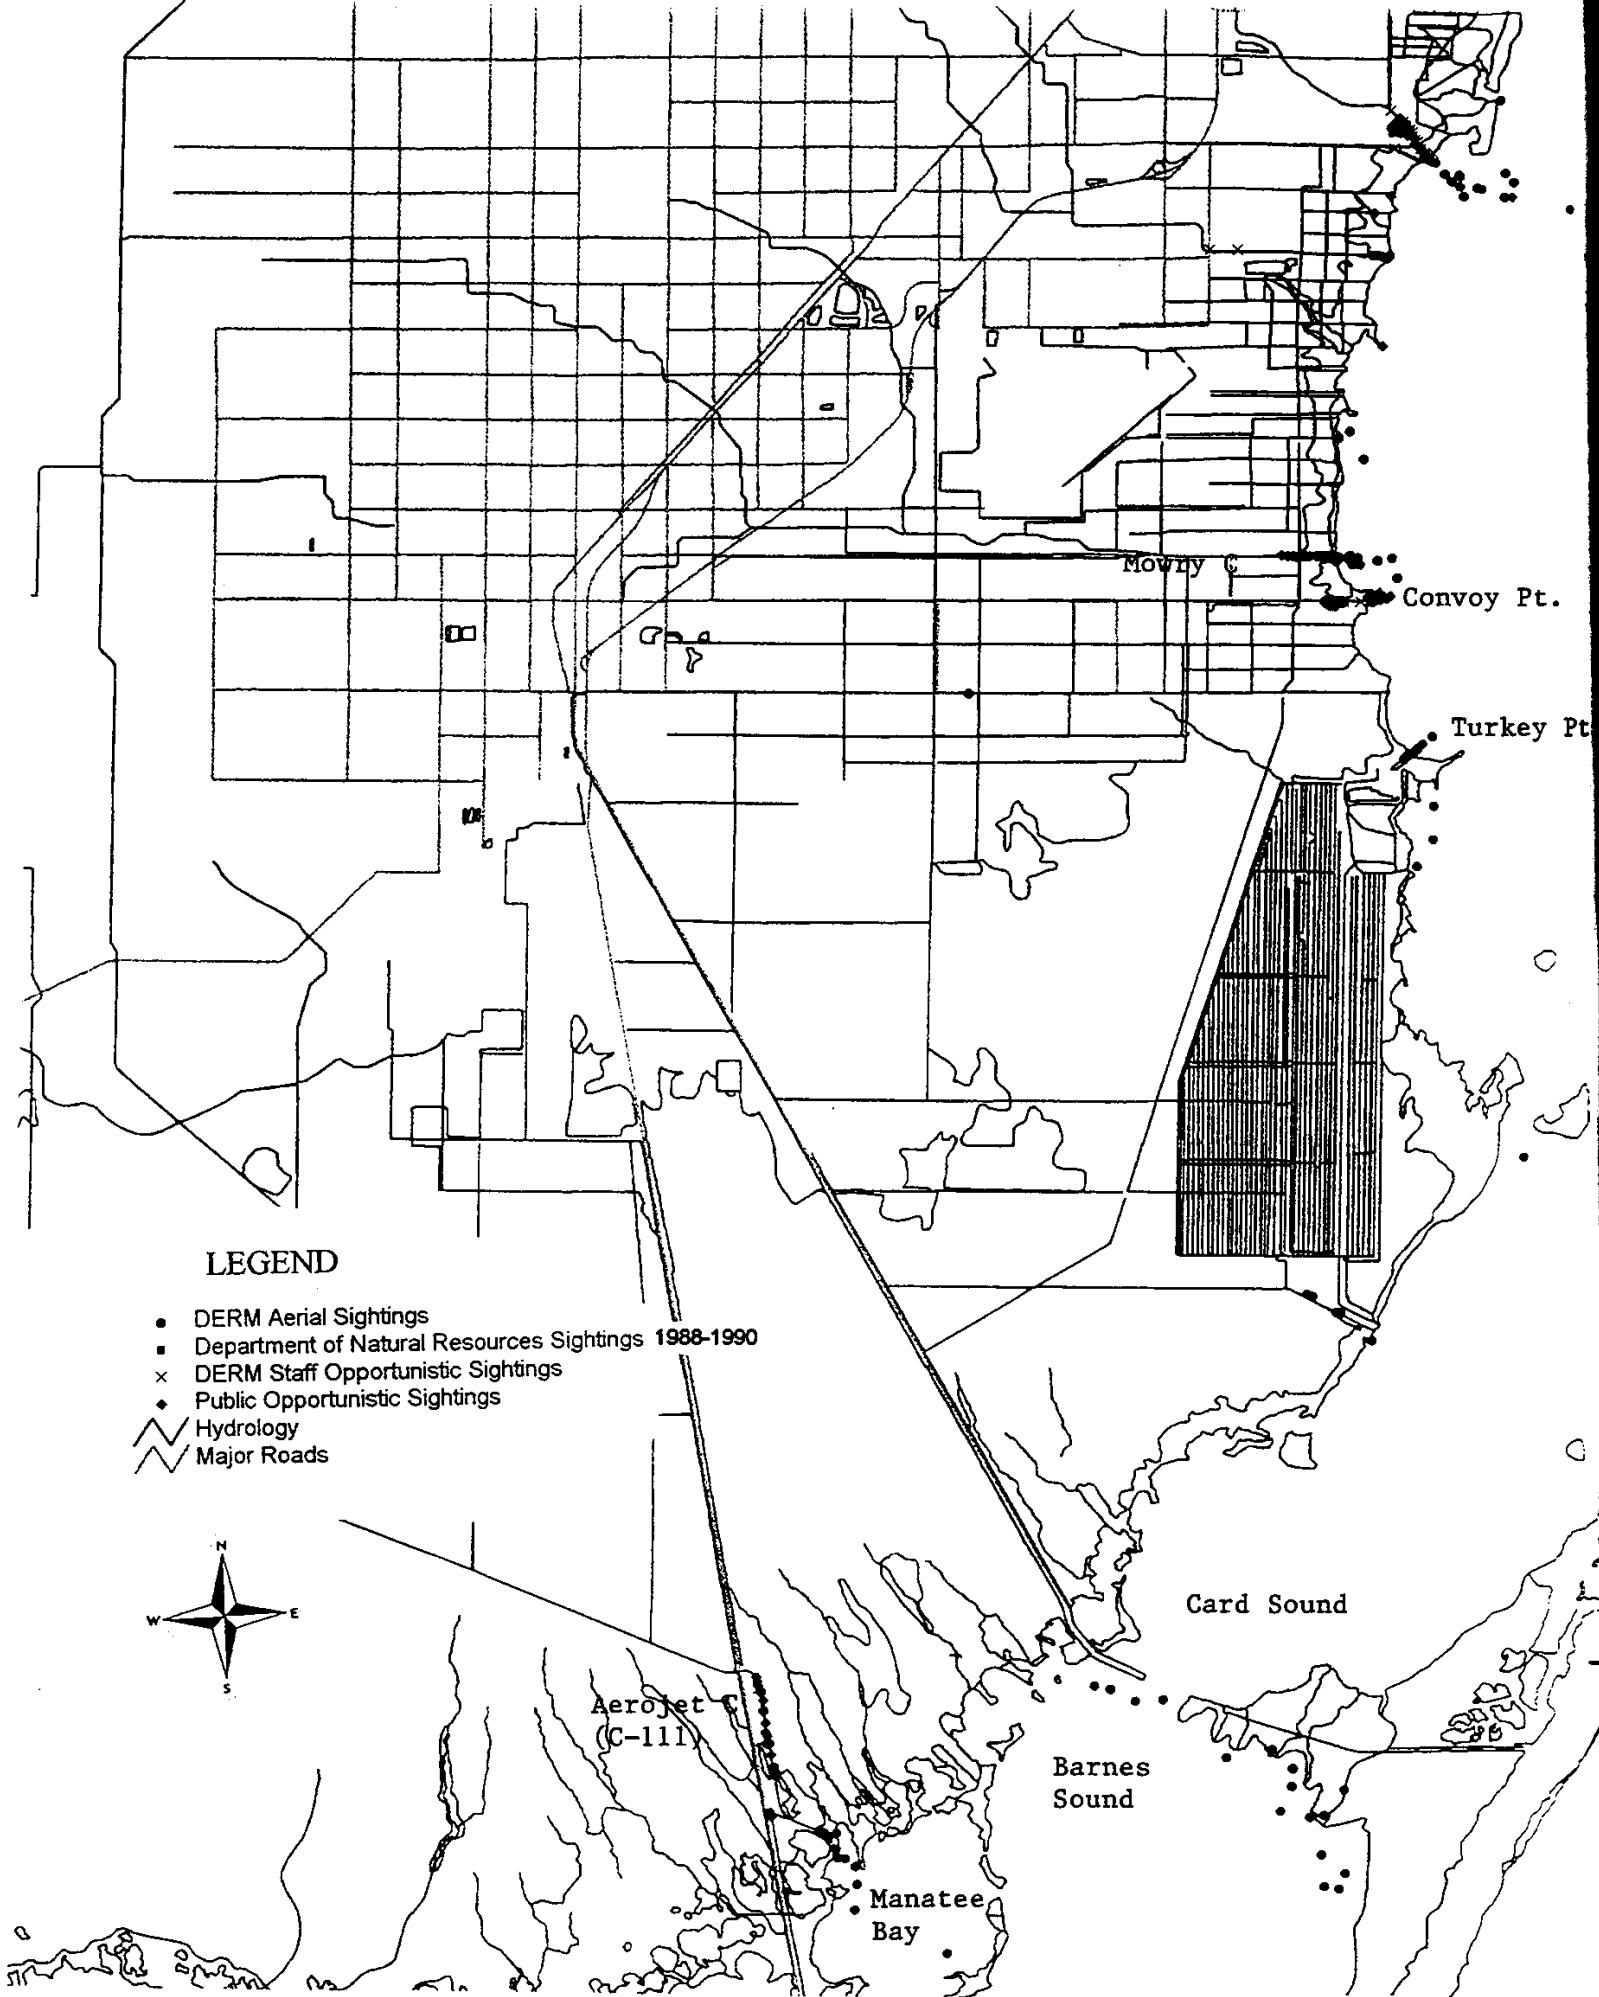 Mowry C
Convoy Pt.
Turkey Pt
LEGEND
DERM Aerial Sightings
Department of Natural Resources Sightings 1988-1990
DERM Staff Opportunistic Sightings
Public Opportunistic Sightings
Hydrology
Major Roads
N
W E
S
Card Sound
Aerojet C
(C-111)
Barnes
Sound
Manatee
Bay